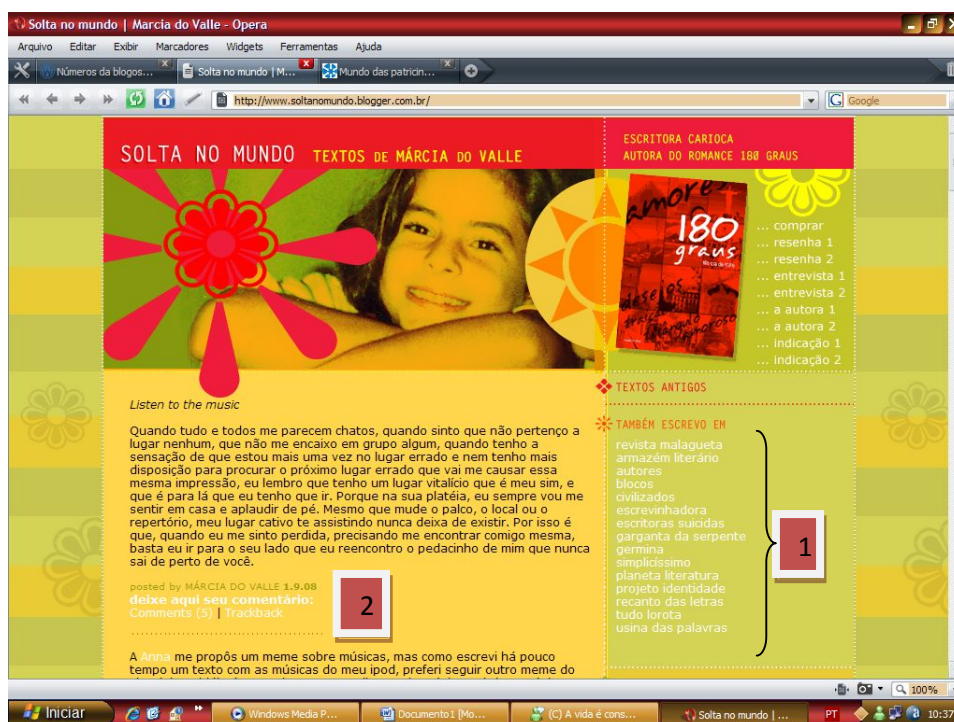 Solta no mundo | Marcia do Valle - Opera
Arquivo Editar Exibir Marcadores Widgets Ferramentas Ajuda
Números da blogos... Solta no mundo | M... Mundo das patricin...
http://www.soltanomundo.blogger.com.br/ Google
SOLTA NO MUNDO TEXTOS DE MÁRCIA DO VALLE
ESCRITORA CARIOCA
AUTORA DO ROMANCE 180 GRAUS
amores
180
graus
desejos
... comprar
... resenha 1
... resenha 2
... entrevista 1
... entrevista 2
... a autora 1
... a autora 2
... indicação 1
... indicação 2
TEXTOS ANTIGOS
TAMBÉM ESCREVO EM
revista malagueta
armazém literário
autores
blocos
civilizados
escrevinhadora
escritoras suicidas
garganta da serpente
germina
simplicíssimo
planeta literatura
projeto identidade
recanto das letras
tudo lorota
usina das palavras
1
Listen to the music
Quando tudo e todos me parecem chatos, quando sinto que não pertenço a
lugar nenhum, que não me encaixo em grupo algum, quando tenho a
sensação de que estou mais uma vez no lugar errado e nem tenho mais
disposição para procurar o próximo lugar errado que vai me causar essa
mesma impressão, eu lembro que tenho um lugar vitalício que é meu sim, e
que é para lá que eu tenho que ir. Porque na sua platéia, eu sempre vou me
sentir em casa e aplaudir de pé. Mesmo que mude o palco, o local ou o
repertório, meu lugar cativo te assistindo nunca deixa de existir. Por isso é
que, quando eu me sinto perdida, precisando me encontrar comigo mesma,
basta eu ir para o seu lado que eu reencontro o pedacinho de mim que nunca
sai de perto de você.
posted by MÁRCIA DO VALLE 1.9.08
deixe aqui seu comentário:
Comments (5) | Trackback
2
A Anna me propôs um meme sobre músicas, mas como escrevi há pouco
tempo um texto com as músicas do meu ipod, preferi seguir outro meme do
100%
Iniciar Windows Media P... Documento1 [Mo... (C) A vida é cons... Solta no mundo | ... PT 10:37